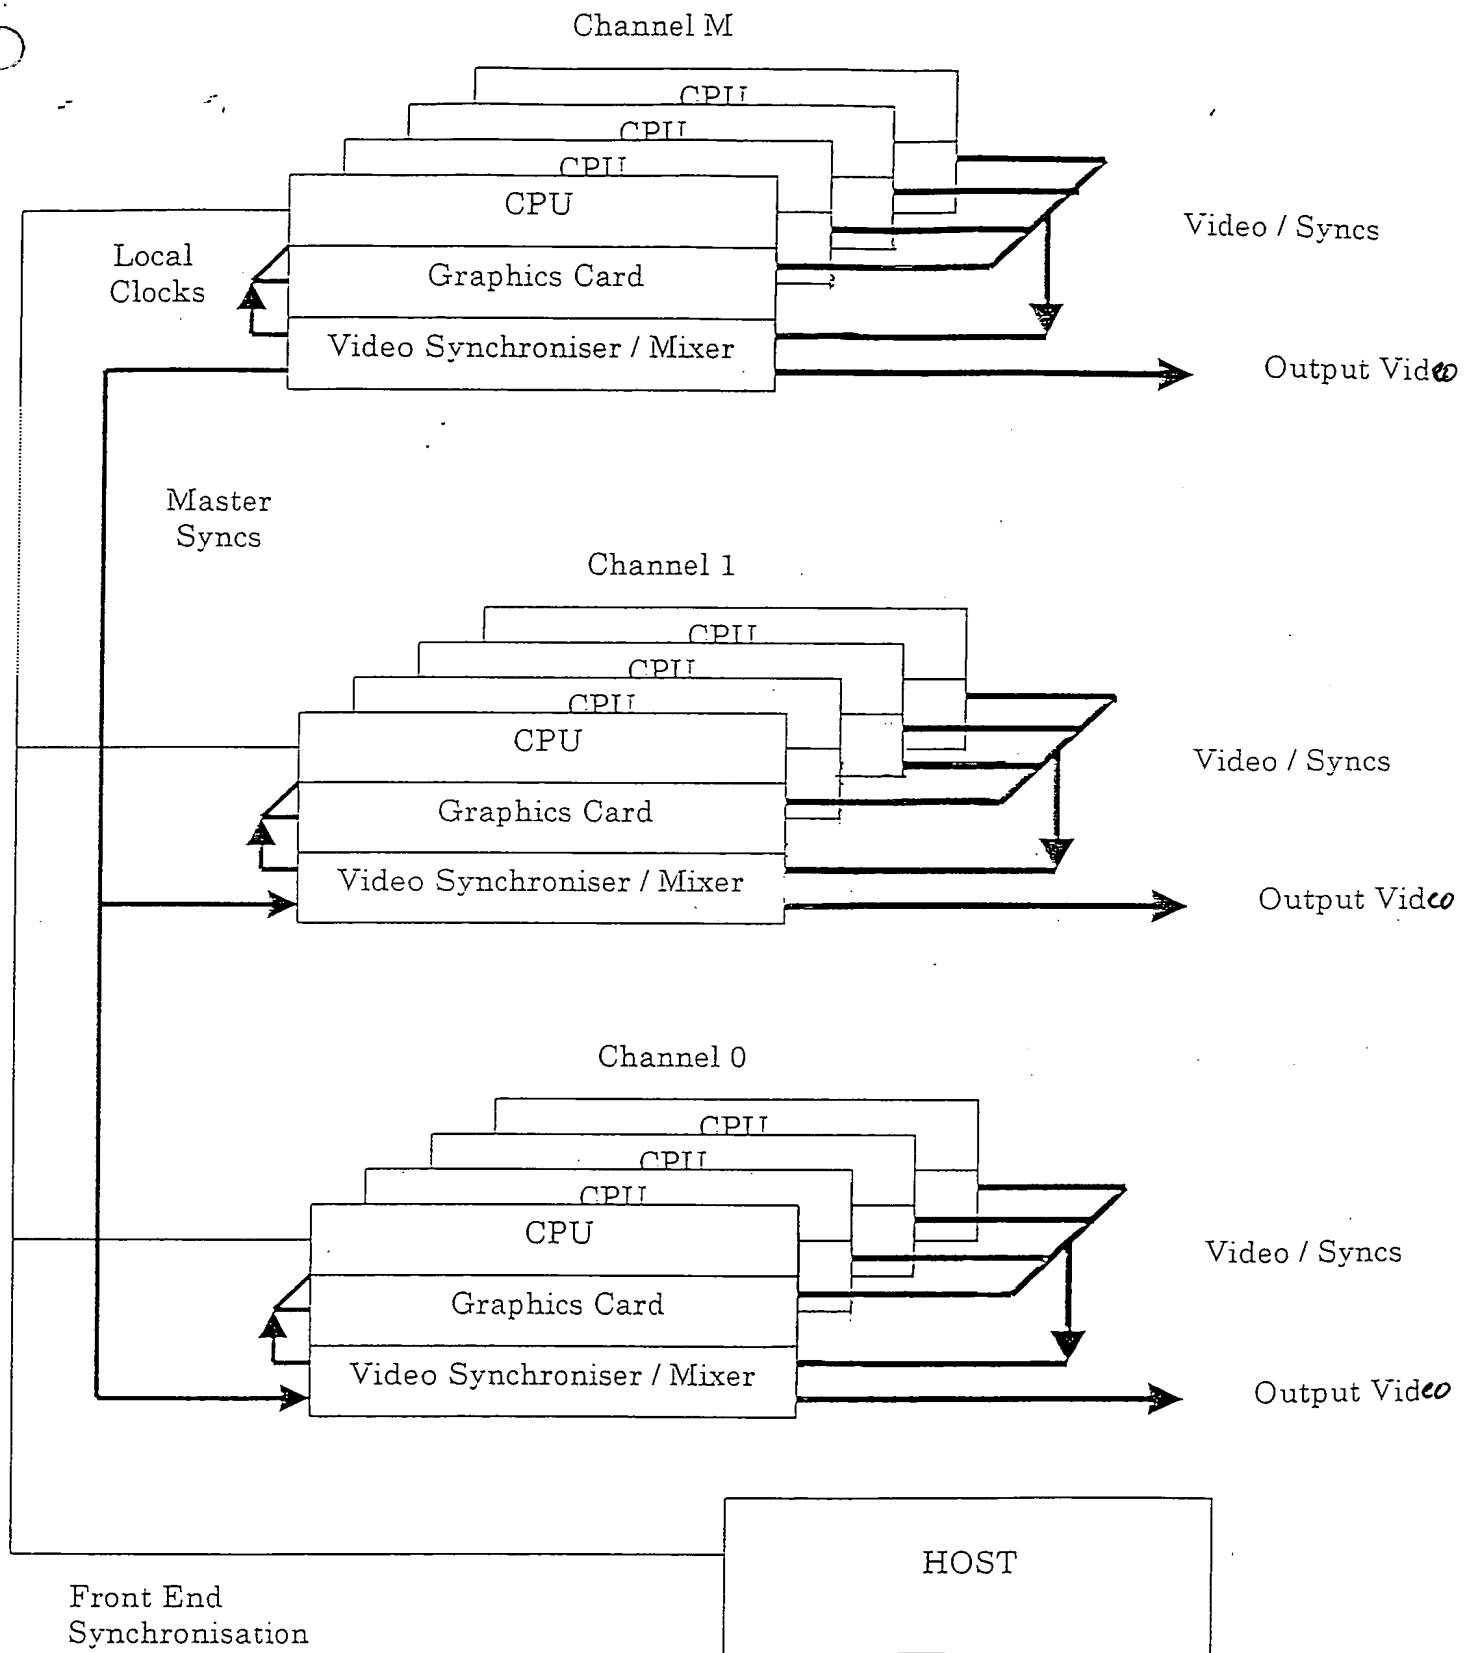 Channel M
CPU
CPU
CPU
CPU
Video / Syncs
Local
Clocks
Graphics Card
Video Synchroniser / Mixer
Output Video
Master
Syncs
Channel 1
CPU
CPU
CPU
CPU
Video / Syncs
Graphics Card
Video Synchroniser / Mixer
Output Video
Channel 0
CPU
CPU
CPU
CPU
Video / Syncs
Graphics Card
Video Synchroniser / Mixer
Output Video
HOST
Front End
Synchronisation